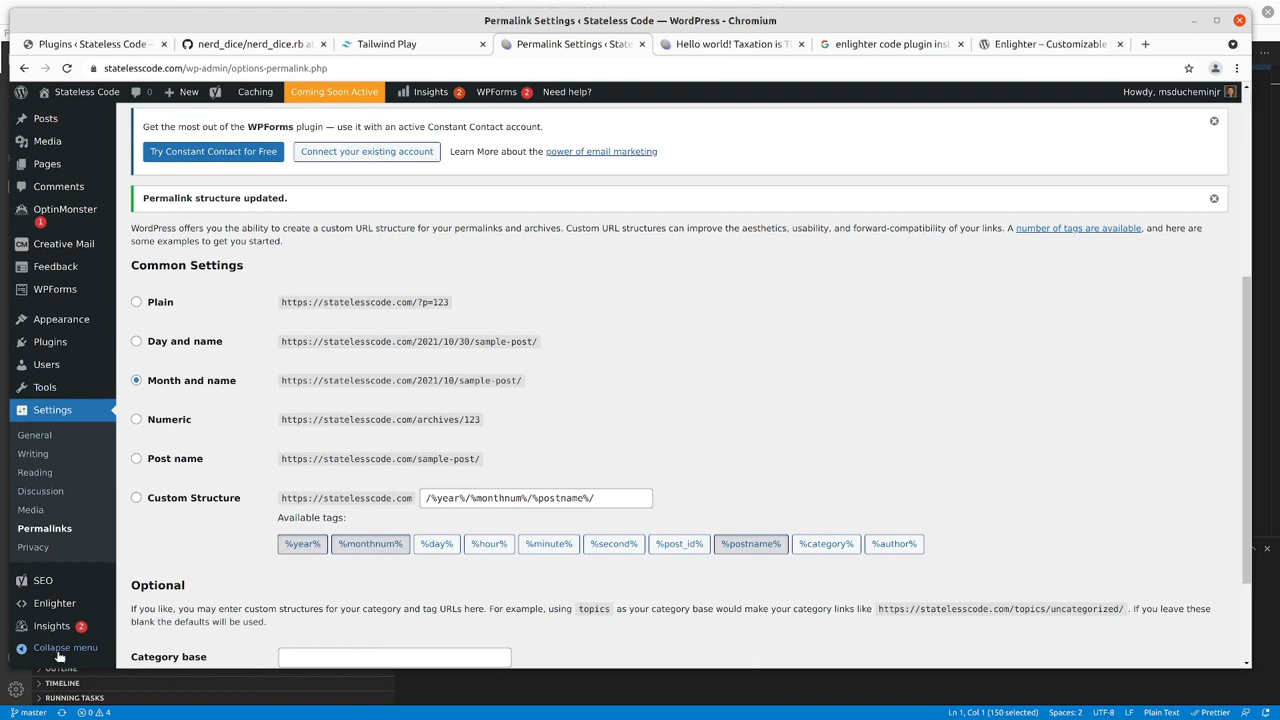 Permalink Settings ‹ Stateless Code — WordPress - Chromium
Plugins ‹ Stateless Code — nerd_dice/nerd_dice.rb a Tailwind Play Permalink Settings ‹ State Hello world! Taxation is T enlighter code plugin ins Enlighter – Customizable
statelesscode.com/wp-admin/options-permalink.php
Stateless Code 0 New Caching Coming Soon Active Insights 2 WPForms 2 Need help? Howdy, msducheminjr
Posts
Media
Pages
Comments
OptinMonster
1
Creative Mail
Feedback
WPForms
Appearance
Plugins
Users
Tools
Settings
General
Writing
Reading
Discussion
Media
Permalinks
Privacy
SEO
Enlighter
Insights 2
Collapse menu
Get the most out of the WPForms plugin — use it with an active Constant Contact account.
Try Constant Contact for Free Connect your existing account Learn More about the power of email marketing
Permalink structure updated.
WordPress offers you the ability to create a custom URL structure for your permalinks and archives. Custom URL structures can improve the aesthetics, usability, and forward-compatibility of your links. A number of tags are available, and here are
some examples to get you started.
Common Settings
Plain https://statelesscode.com/?p=123
Day and name https://statelesscode.com/2021/10/30/sample-post/
Month and name https://statelesscode.com/2021/10/sample-post/
Numeric https://statelesscode.com/archives/123
Post name https://statelesscode.com/sample-post/
Custom Structure https://statelesscode.com /%year%/%monthnum%/%postname%/
Available tags:
%year% %monthnum% %day% %hour% %minute% %second% %post_id% %postname% %category% %author%
Optional
If you like, you may enter custom structures for your category and tag URLs here. For example, using topics as your category base would make your category links like https://statelesscode.com/topics/uncategorized/ . If you leave these
blank the defaults will be used.
Category base
TIMELINE
RUNNING TASKS
master 0 4 Ln 1, Col 1 (150 selected) Spaces: 2 UTF-8 LF Plain Text Prettier